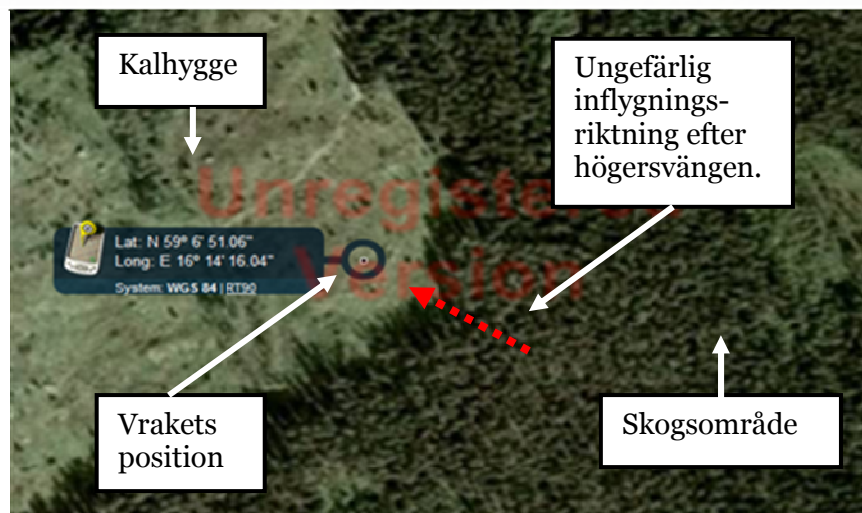 Kalhygge
Ungefärlig
inflygnings-
riktning efter
högersvängen.
Unregistered
Version
Lat: N 59° 6' 51.06"
Long: E 16° 14' 16.04"
System: WGS 84 | RT90
Vrakets
position
Skogsområde